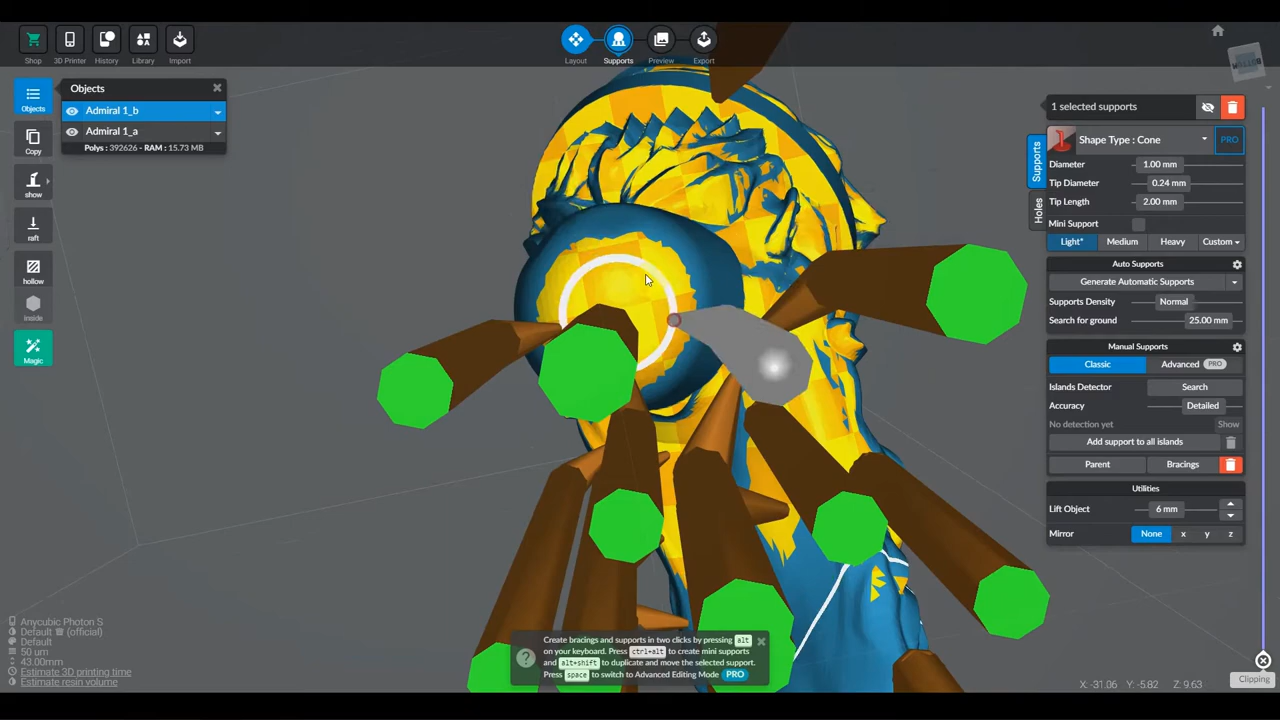 Shop
3D Printer
History
Library
Import
Layout
Supports
Preview
Export
Objects
Copy
show
raft
hollow
inside
Magic
Objects
Admiral 1_b
Admiral 1_a
Polys : 392626 - RAM : 15.73 MB
1 selected supports
Supports
Holes
Shape Type : Cone
PRO
Diameter 1.00 mm
Tip Diameter 0.24 mm
Tip Length 2.00 mm
Mini Support
Light* Medium Heavy Custom
Auto Supports
Generate Automatic Supports
Supports Density Normal
Search for ground 25.00 mm
Manual Supports
Classic Advanced PRO
Islands Detector Search
Accuracy Detailed
No detection yet Show
Add support to all islands
Parent Bracings
Utilities
Lift Object 6 mm
Mirror None x y z
Create bracings and supports in two clicks by pressing alt
on your keyboard. Press ctrl+alt to create mini supports
and alt+shift to duplicate and move the selected support.
Press space to switch to Advanced Editing Mode PRO
Anycubic Photon S
Default (official)
Default
50 um
43.00mm
Estimate 3D printing time
Estimate resin volume
Clipping
X: -31.06 Y: -5.82 Z: 9.63